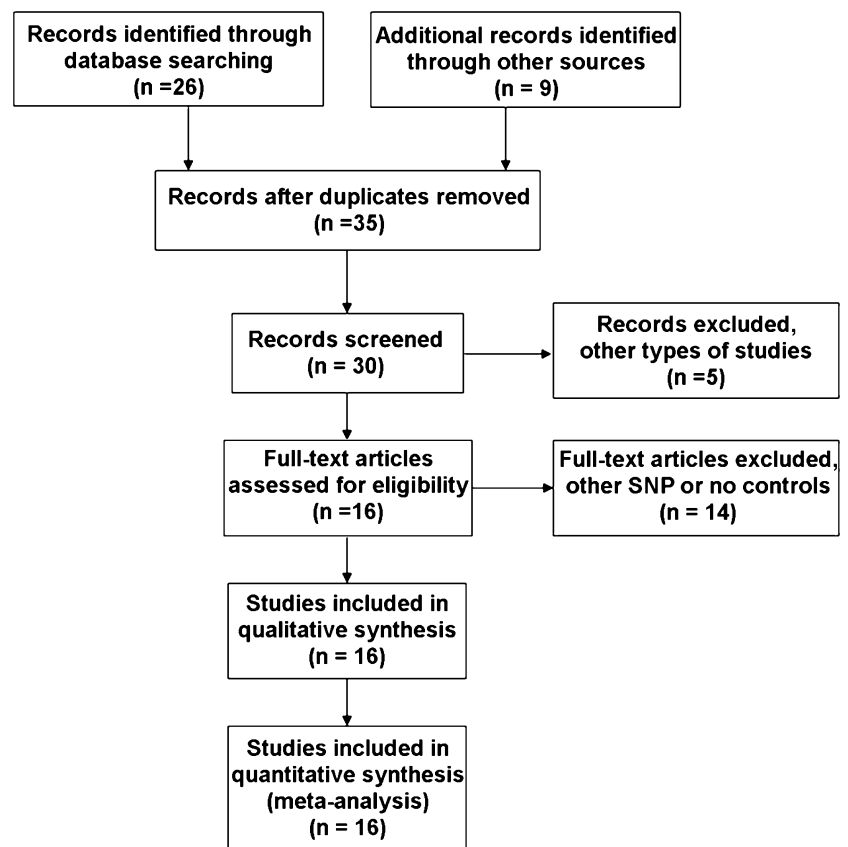 Records identified through
database searching
(n =26)
Additional records identified
through other sources
(n = 9)
Records after duplicates removed
(n =35)
Records screened
(n = 30)
Records excluded,
other types of studies
(n =5)
Full-text articles
assessed for eligibility
(n =16)
Full-text articles excluded,
other SNP or no controls
(n = 14)
Studies included in
qualitative synthesis
(n = 16)
Studies included in
quantitative synthesis
(meta-analysis)
(n = 16)